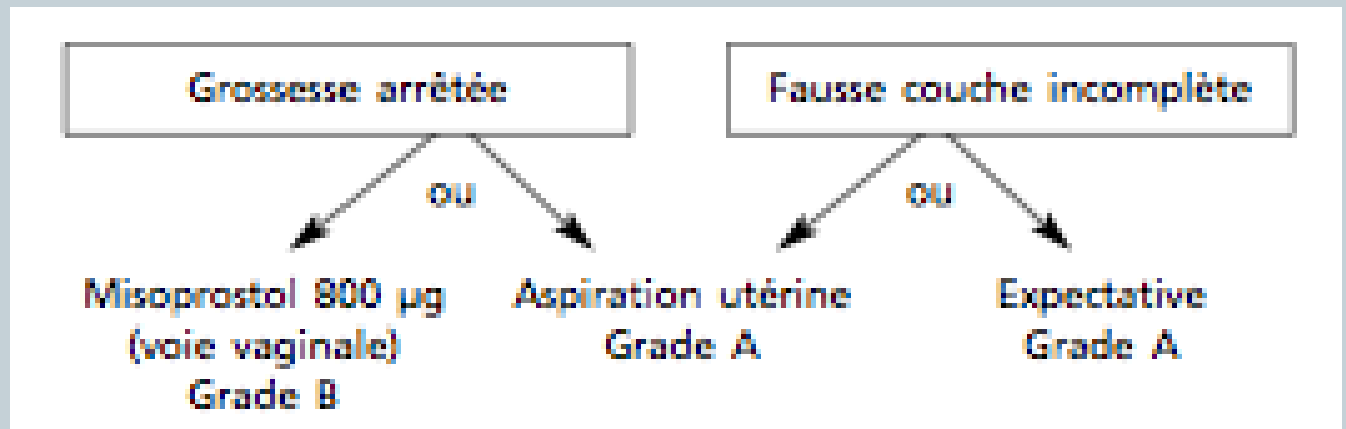 Grossesse arrêtée
Fausse couche incomplète
ou
ou
Misoprostol 800 µg
(voie vaginale)
Grade B
Aspiration utérine
Grade A
Expectative
Grade A